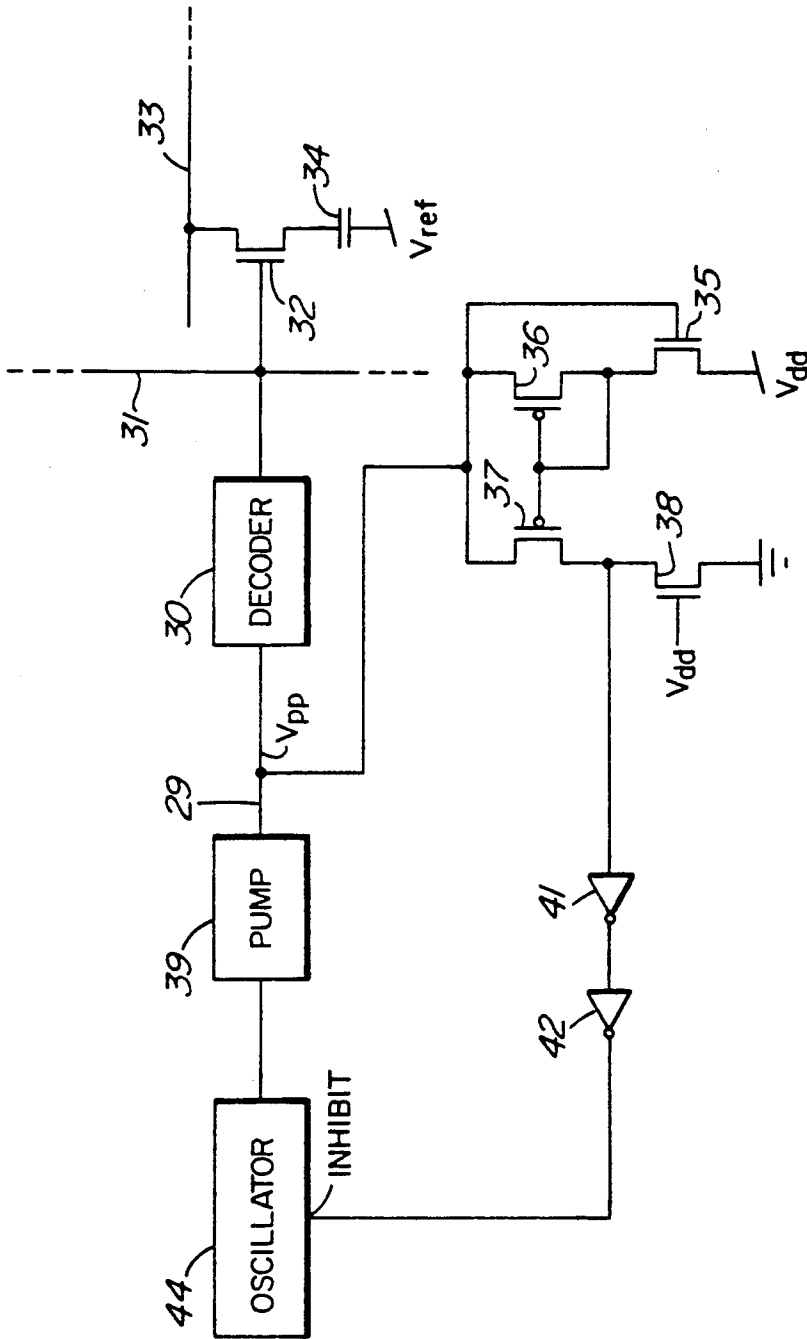 33
34
Vref
32
31
30
DECODER
Vpp
29
39
PUMP
44
OSCILLATOR
INHIBIT
36
35
Vdd
37
38
Vdd
41
42